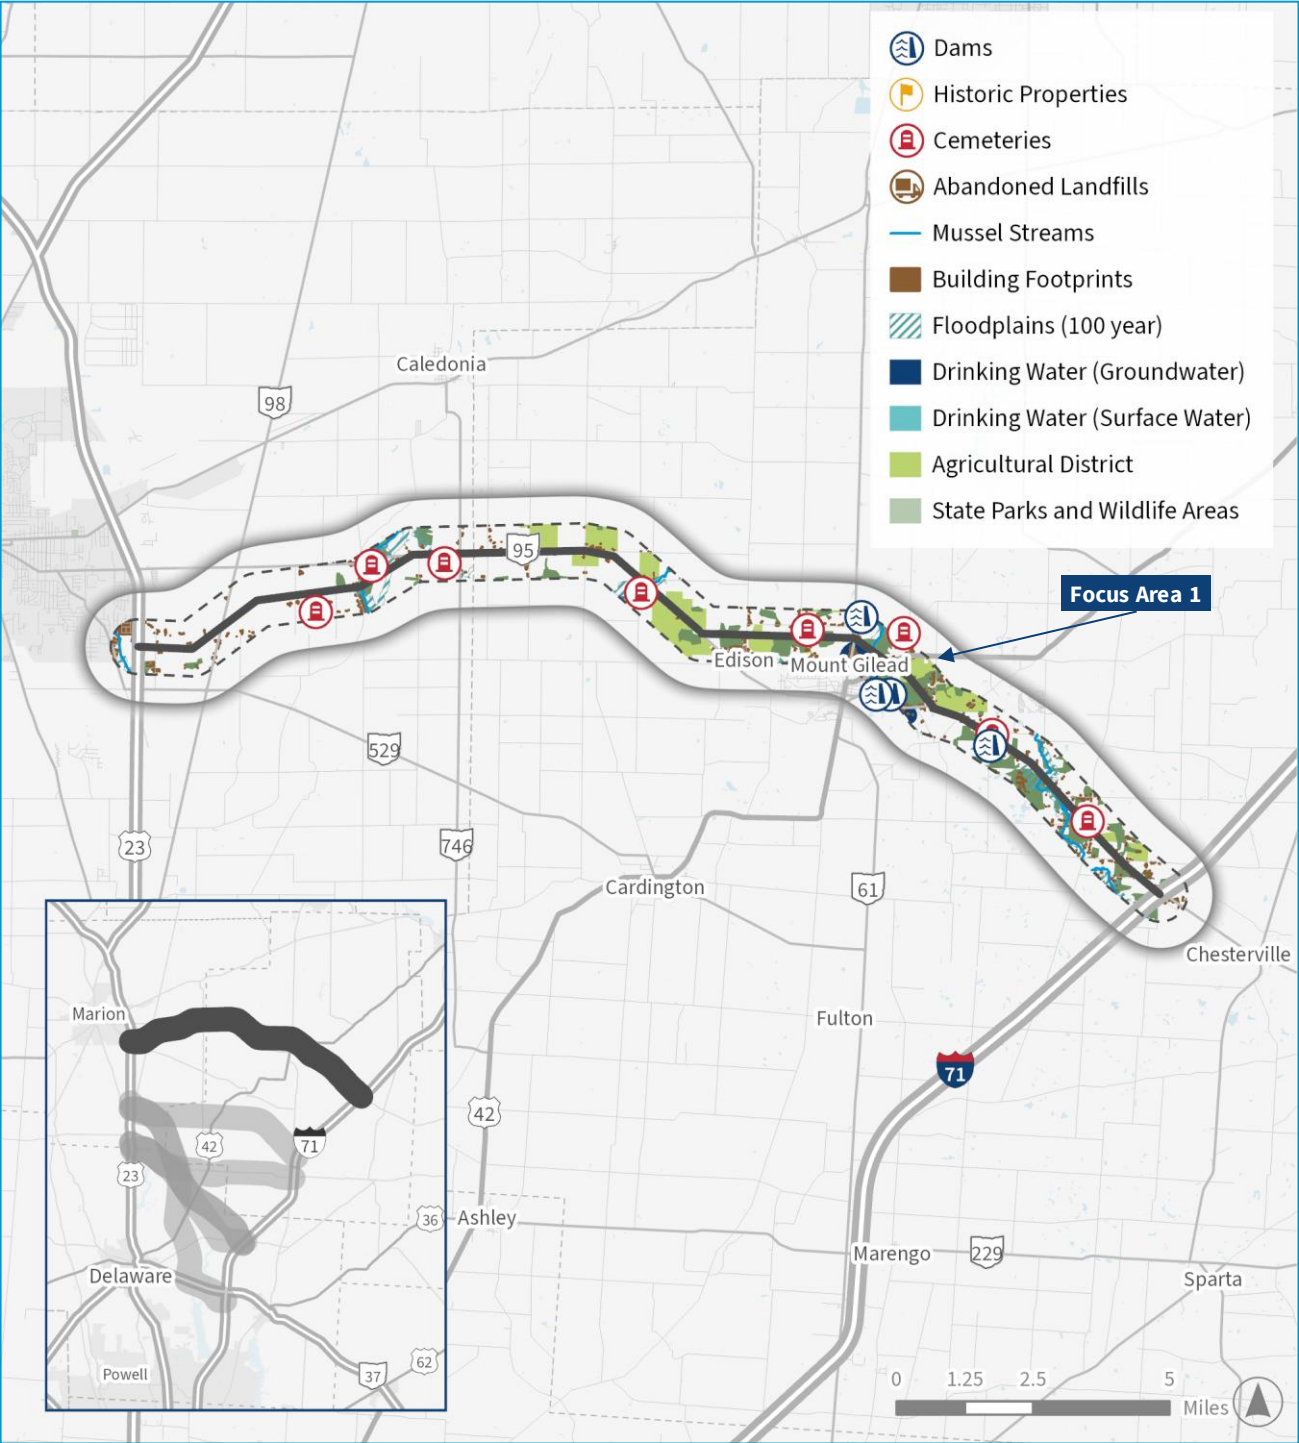 Dams
Historic Properties
Cemeteries
Abandoned Landfills
Mussel Streams
Building Footprints
Floodplains (100 year)
Drinking Water (Groundwater)
Drinking Water (Surface Water)
Agricultural District
State Parks and Wildlife Areas
Caledonia
98
95
Focus Area 1
Edison
Mount Gilead
529
23
746
Cardington
61
Chesterville
Fulton
71
42
Ashley
36
Marengo
229
Sparta
Marion
42
71
23
Delaware
Powell
37
62
0 1.25 2.5 5
Miles